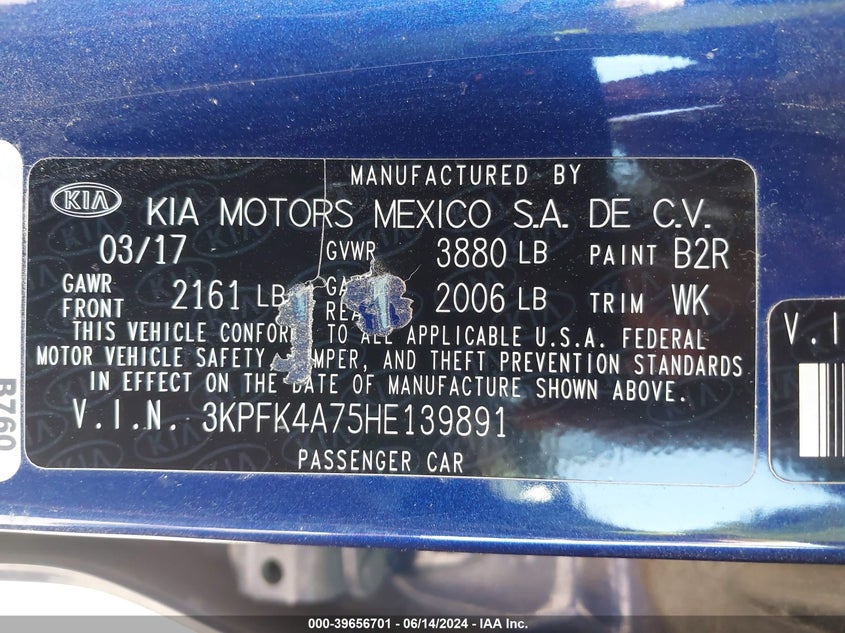 MANUFACTURED BY
KIA KIA MOTORS MEXICO S.A. DE C.V.
03/17 GVWR 3880 LB PAINT B2R
GAWR FRONT 2161 LB 2006 LB TRIM WK
THIS VEHICLE TO ALL APPLICABLE U.S.A. FEDERAL
MOTOR VEHICLE SAFETY AND THEFT PREVENTION STANDARDS
IN EFFECT ON THE DATE OF MANUFACTURE SHOWN ABOVE.
V.I.N. 3KPFK4A75HE139891
PASSENGER CAR
B760
V.I
000-39656701 - 06/14/2024 - IAA Inc.